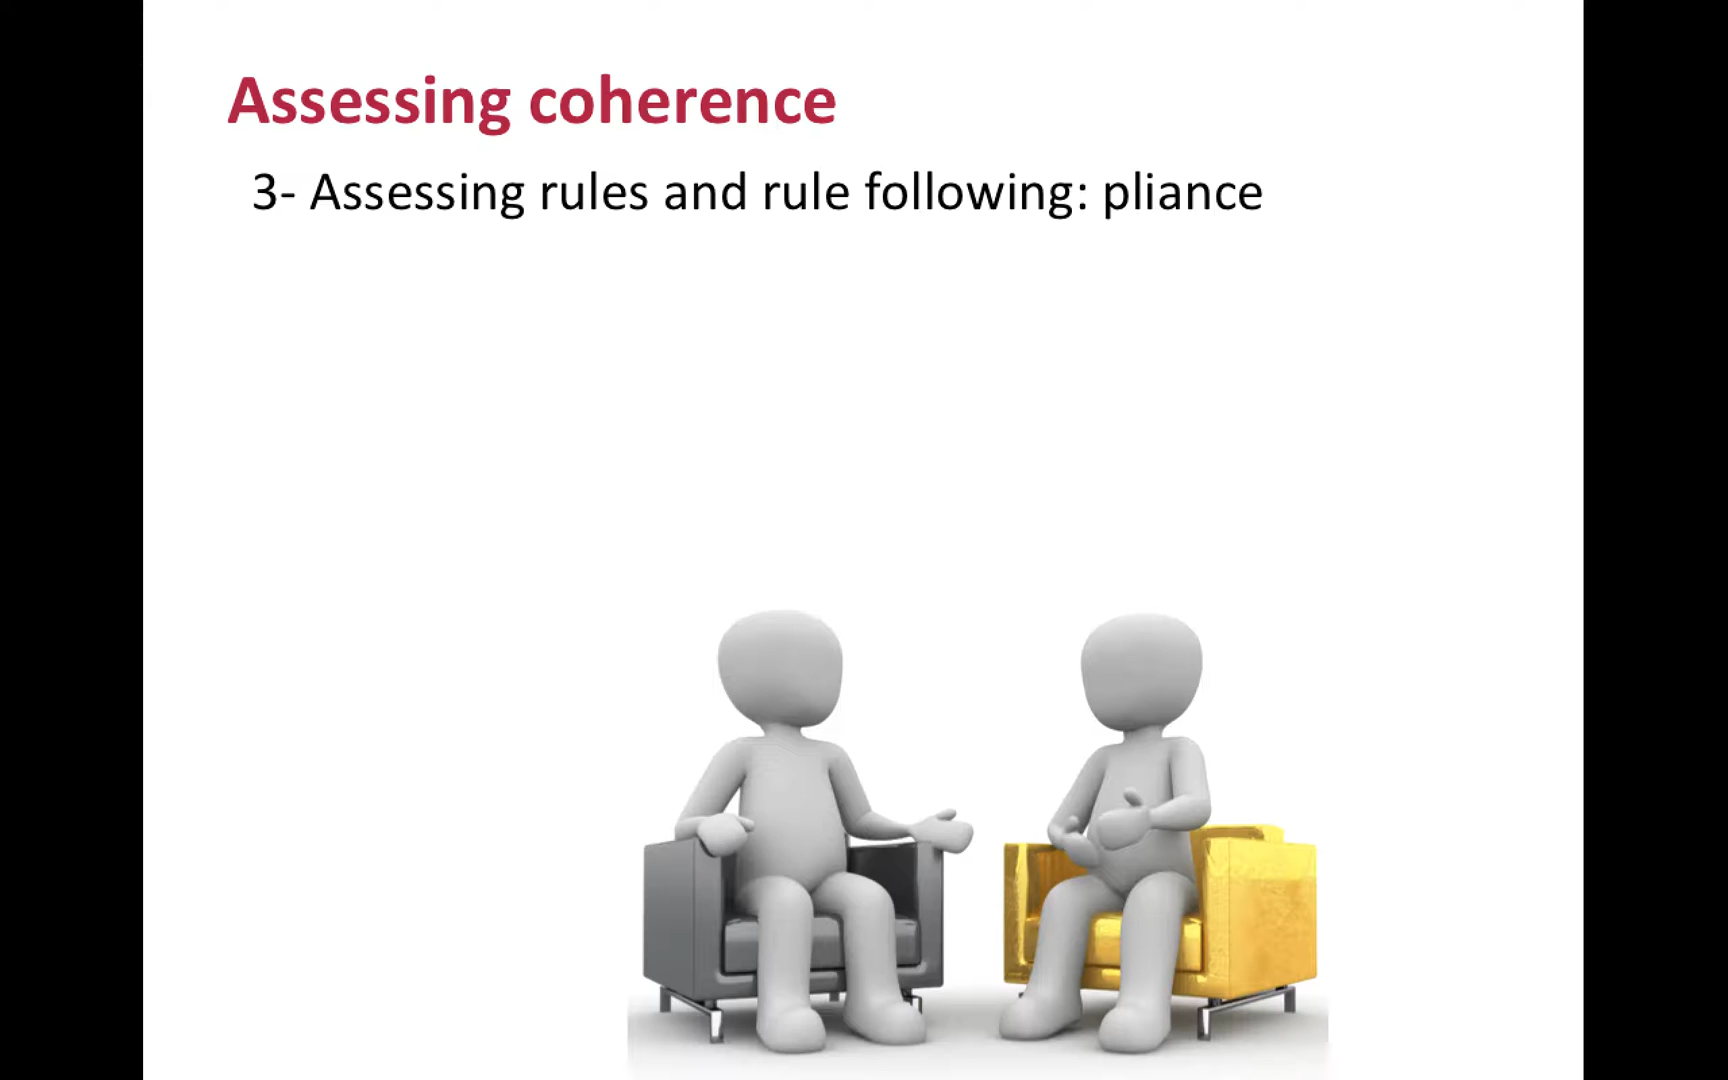 Assessing coherence
3- Assessing rules and rule following: pliance